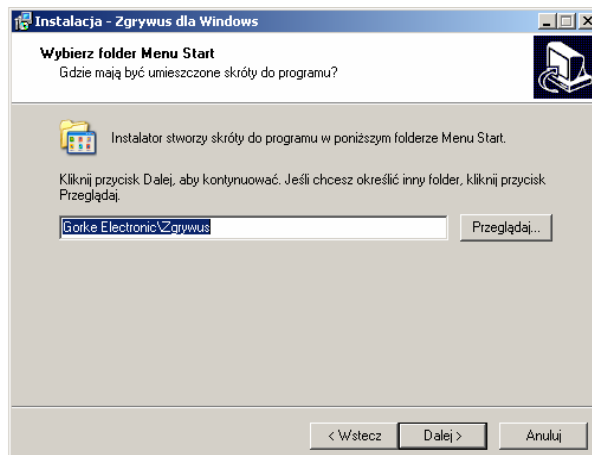 Instalacja - Zgrywus dla Windows
Wybierz folder Menu Start
Gdzie mają być umieszczone skróty do programu?
Instalator stworzy skróty do programu w poniższym folderze Menu Start.
Kliknij przycisk Dalej, aby kontynuować. Jeśli chcesz określić inny folder, kliknij przycisk
Przeglądaj.
Gorke Electronic\Zgrywus
Przeglądaj...
< Wstecz
Dalej >
Anuluj